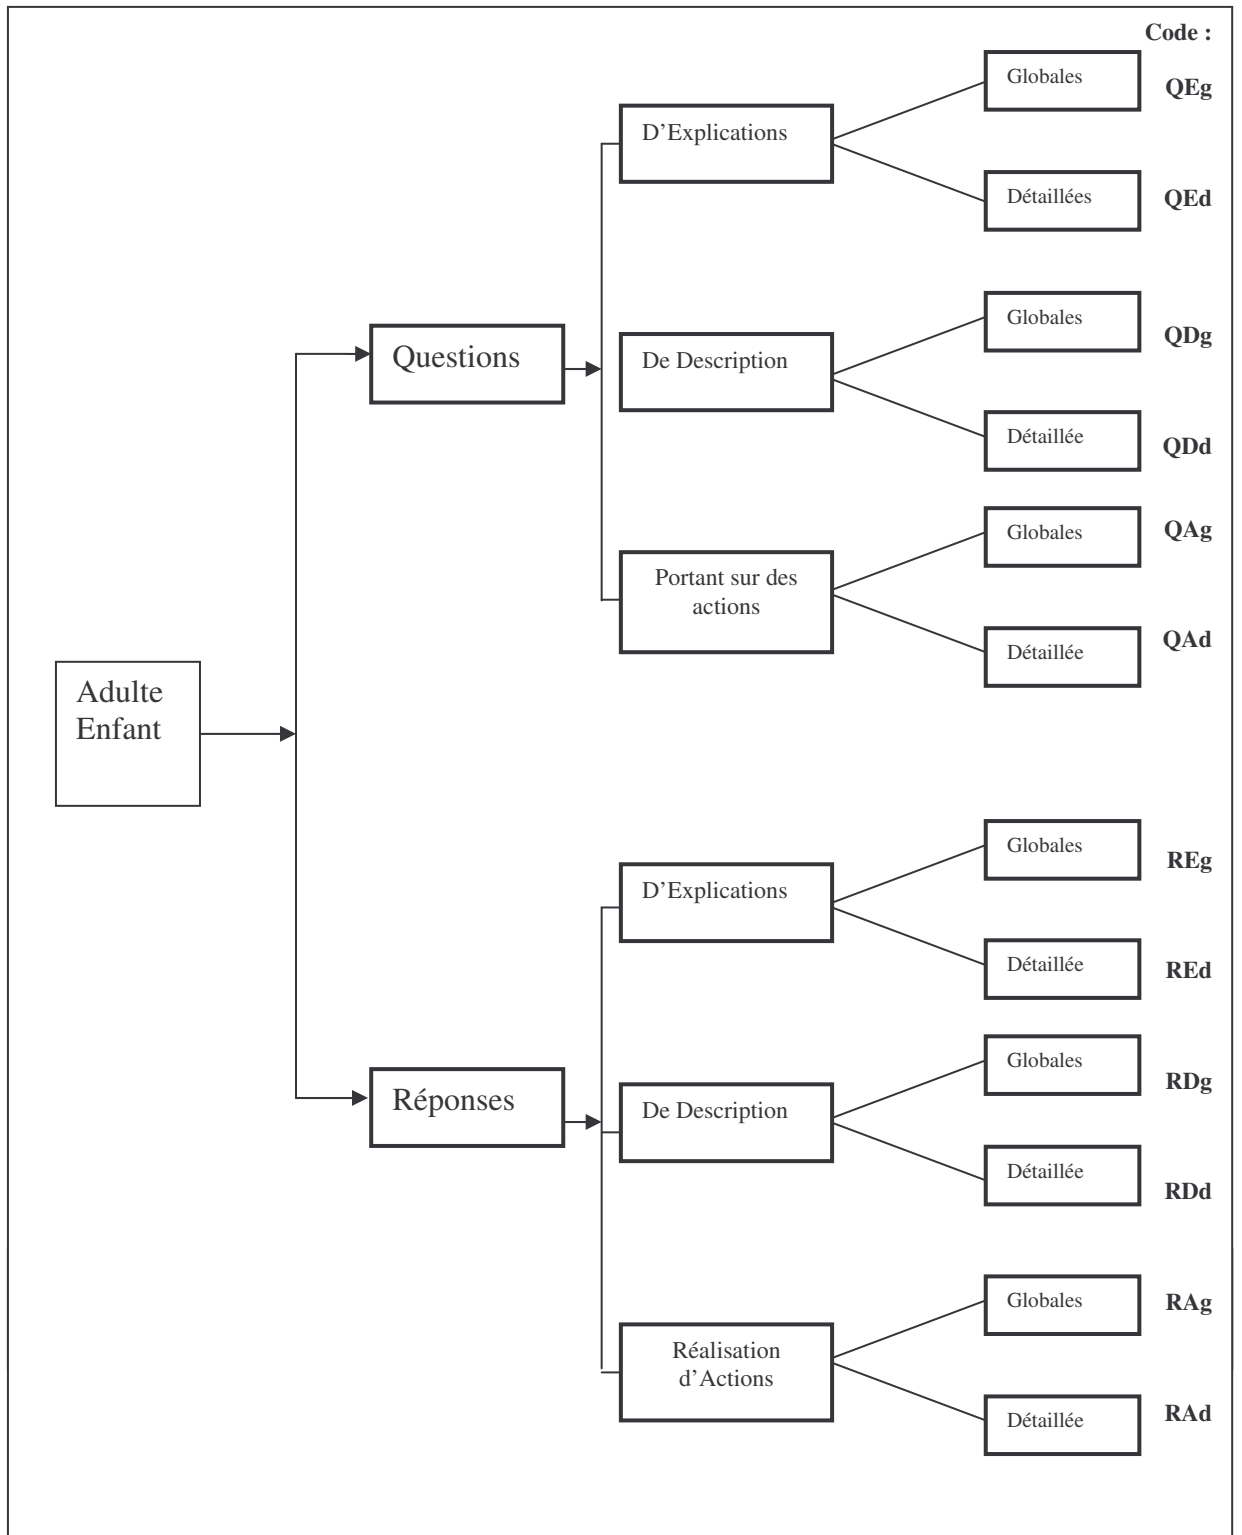 Code :
Globales
QEg
D’Explications
Détaillées
QEd
Globales
QDg
Questions
De Description
Détaillée
QDd
Globales
QAg
Portant sur des
actions
Détaillée
QAd
Adulte
Enfant
Globales
REg
D’Explications
Détaillée
REd
Globales
RDg
Réponses
De Description
Détaillée
RDd
Globales
RAg
Réalisation
d’Actions
Détaillée
RAd